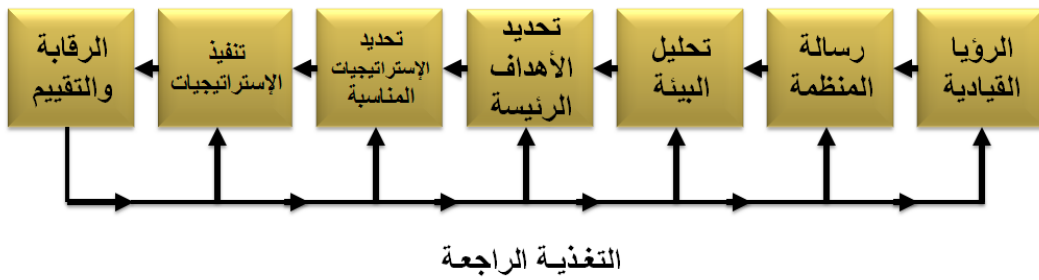 الرؤيا
القيادية
رسالة
المنظمة
تحليل
البيئة
تحديد
الأهداف
الرئيسة
تحديد
الإستراتيجيات
المناسبة
تنفيذ
الإستراتيجيات
الرقابة
والتقييم
التغذية الراجعة